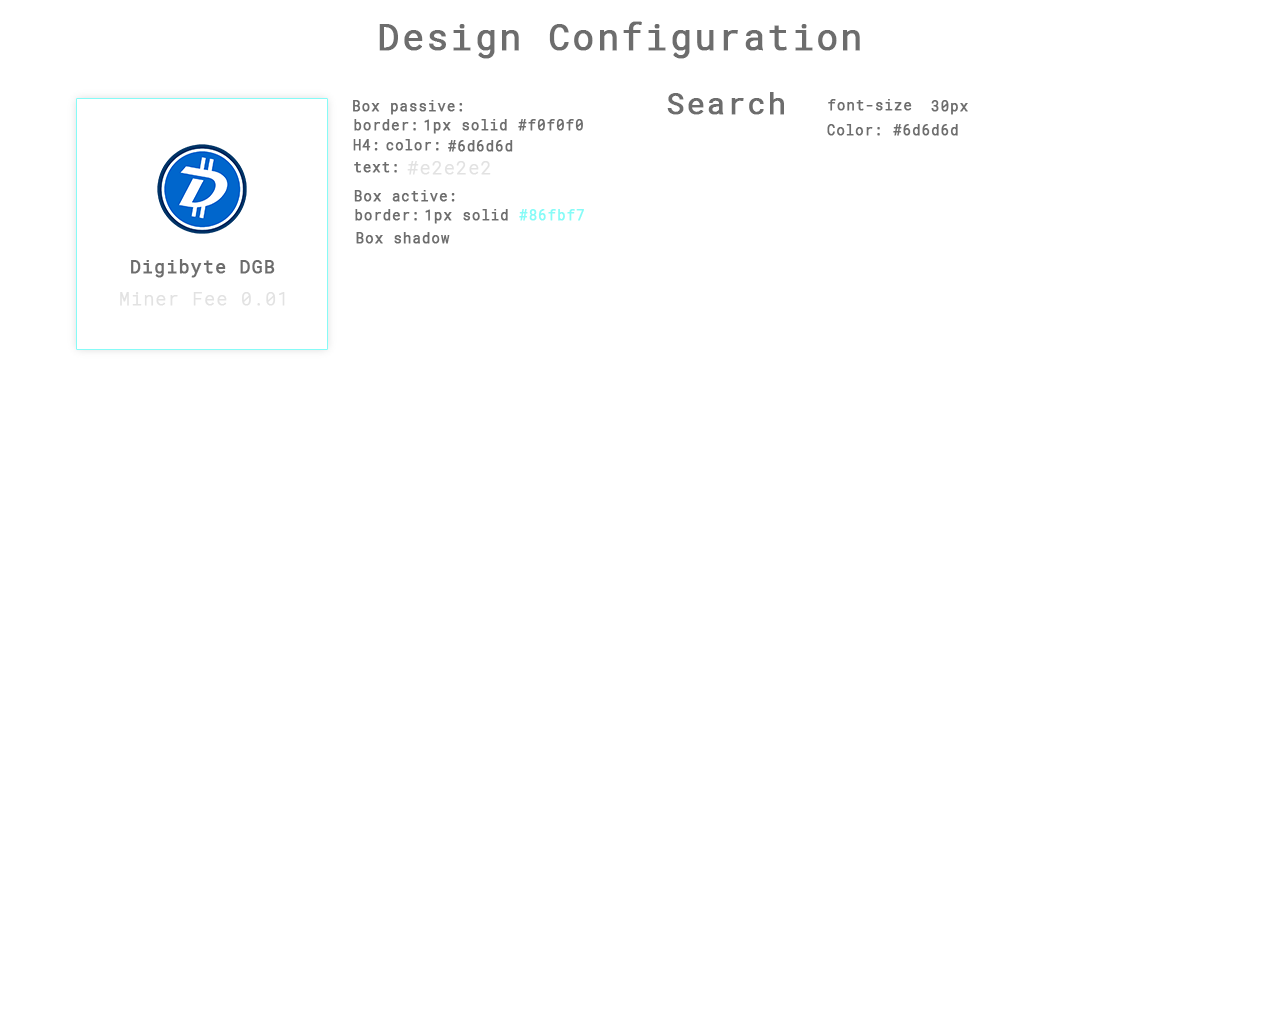 Design Configuration
Digibyte DGB
Miner Fee 0.01
Box passive:
border: 1px solid #f0f0f0
H4: color: #6d6d6d
text: #e2e2e2
Box active:
border: 1px solid #86fbf7
Box shadow
Search
font-size 30px
Color: #6d6d6d